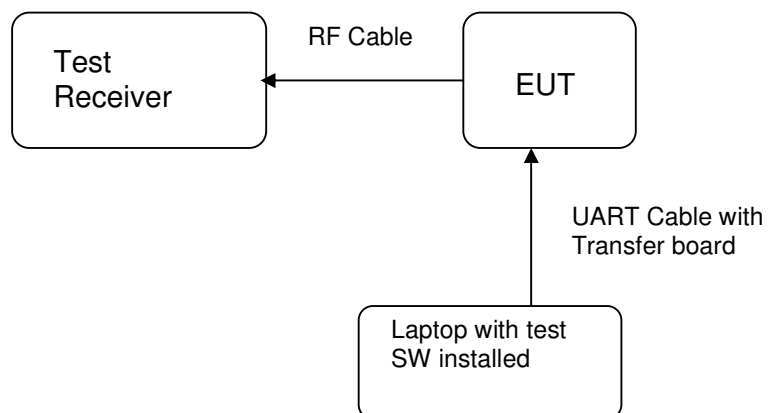 RF Cable
Test
Receiver
EUT
UART Cable with
Transfer board
Laptop with test
SW installed